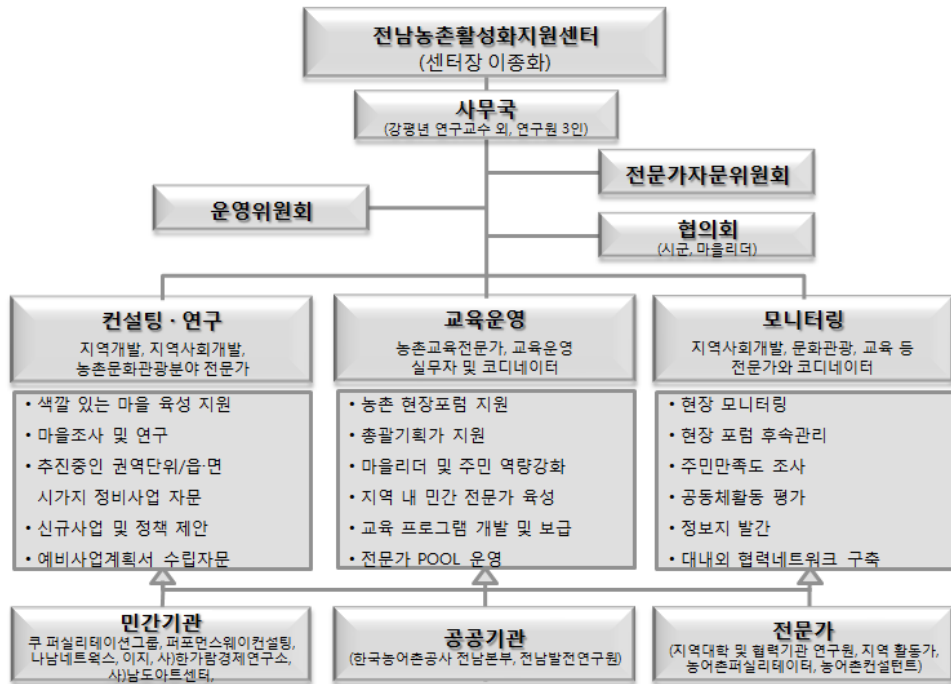 전남농촌활성화지원센터
(센터장 이종화)
사무국
(강평년 연구교수 외, 연구원 3인)
전문가자문위원회
운영위원회
협의회
(시군, 마을리더)
컨설팅 · 연구
지역개발, 지역사회개발,
농촌문화관광분야 전문가
• 색깔 있는 마을 육성 지원
• 마을조사 및 연구
• 추진중인 권역단위/읍·면
시가지 정비사업 자문
• 신규사업 및 정책 제안
• 예비사업계획서 수립자문
교육운영
농촌교육전문가, 교육운영
실무자 및 코디네이터
• 농촌 현장포럼 지원
• 총괄기획가 지원
• 마을리더 및 주민 역량강화
• 지역 내 민간 전문가 육성
• 교육 프로그램 개발 및 보급
• 전문가 POOL 운영
모니터링
지역사회개발, 문화관광, 교육 등
전문가와 코디네이터
• 현장 모니터링
• 현장 포럼 후속관리
• 주민만족도 조사
• 공동체활동 평가
• 정보지 발간
• 대내외 협력네트워크 구축
민간기관
쿠 퍼실리테이션그룹, 퍼포먼스웨이컨설팅,
나남네트웍스, 이지, 사)한가람경제연구소,
사)남도아트센터,
공공기관
(한국농어촌공사 전남본부, 전남발전연구원)
전문가
(지역대학 및 협력기관 연구원, 지역 활동가,
농어촌퍼실리테이터, 농어촌컨설턴트)